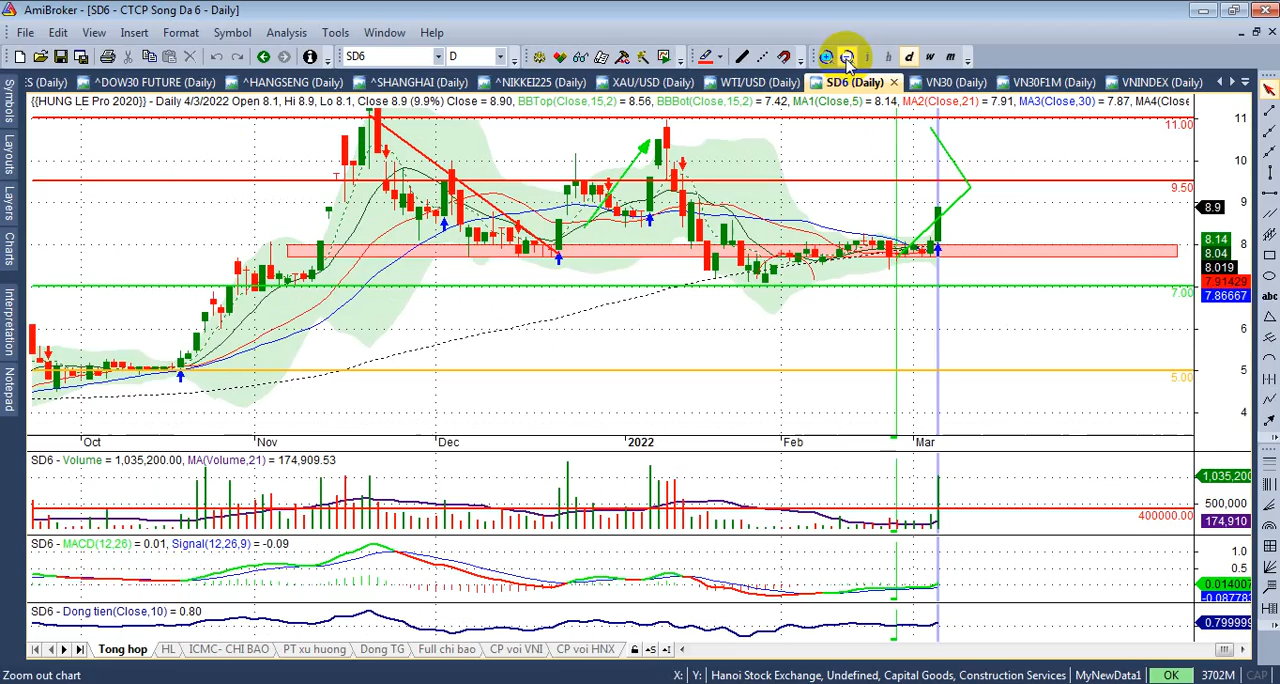 AmiBroker - [SD6 - CTCP Song Da 6 - Daily]
File Edit View Insert Format Symbol Analysis Tools Window Help
SD6 D d w m
CS (Daily) ^DOW30 FUTURE (Daily) ^HANGSENG (Daily) ^SHANGHAI (Daily) ^NIKKEI225 (Daily) XAU/USD (Daily) WTI/USD (Daily) SD6 (Daily) VN30 (Daily) VN30F1M (Daily) VNINDEX (Daily)
{{HUNG LE Pro 2020}} - Daily 4/3/2022 Open 8.1, Hi 8.9, Lo 8.1, Close 8.9 (9.9%) Close = 8.90, BBTop(Close,15,2) = 8.56, BBBot(Close,15,2) = 7.42, MA1(Close,5) = 8.14, MA2(Close,21) = 7.91, MA3(Close,30) = 7.87, MA4(Close
Symbols
Layouts
Layers
Charts
Interpretation
Notepad
11
11.00
10
9.50
9
8.9
8.14
8
8.04
8.019
7.91429
7.86667
7.00
6
5.00
5
4
Oct Nov Dec 2022 Feb Mar
SD6 - Volume = 1,035,200.00, MA(Volume,21) = 174,909.53
1,035,200
500,000
400000.00
174,910
SD6 - MACD(12,26) = 0.01, Signal(12,26,9) = -0.09
1.0
0.5
0.014007
-0.087783
SD6 - Dong tien(Close,10) = 0.80
0.799999
abc
Tong hop HL ICMC- CHI BAO PT xu huong Dong TG Full chi bao CP voi VNI CP voi HNX
Zoom out chart X: Y: Hanoi Stock Exchange, Undefined, Capital Goods, Construction Services MyNewData1 OK 3702M CAP